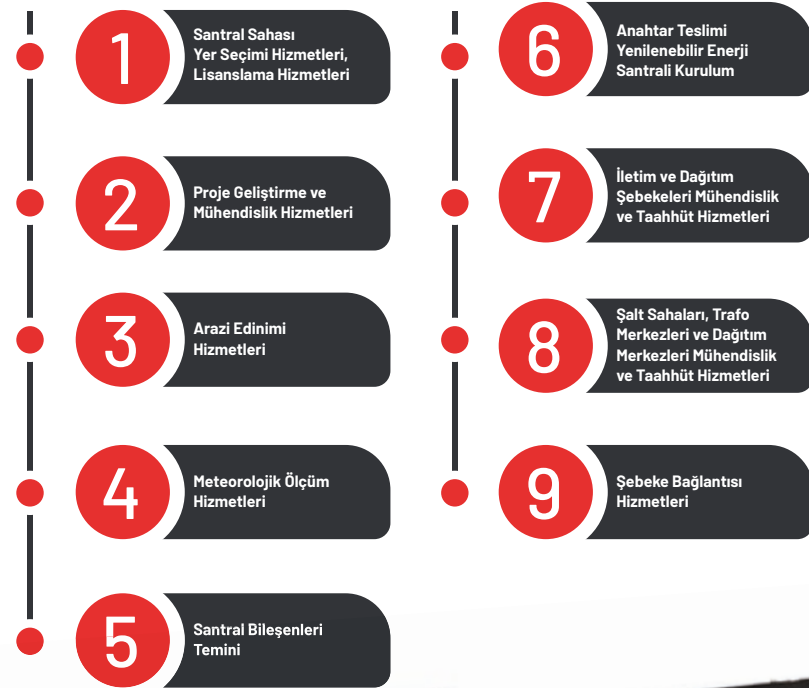 1
Santral Sahası
Yer Seçimi Hizmetleri,
Lisanslama Hizmetleri
2
Proje Geliştirme ve
Mühendislik Hizmetleri
3
Arazi Edinimi
Hizmetleri
4
Meteorolojik Ölçüm
Hizmetleri
5
Santral Bileşenleri
Temini
6
Anahtar Teslimi
Yenilenebilir Enerji
Santrali Kurulum
7
İletim ve Dağıtım
Şebekeleri Mühendislik
ve Taahhüt Hizmetleri
8
Şalt Sahaları, Trafo
Merkezleri ve Dağıtım
Merkezleri Mühendislik
ve Taahhüt Hizmetleri
9
Şebeke Bağlantısı
Hizmetleri